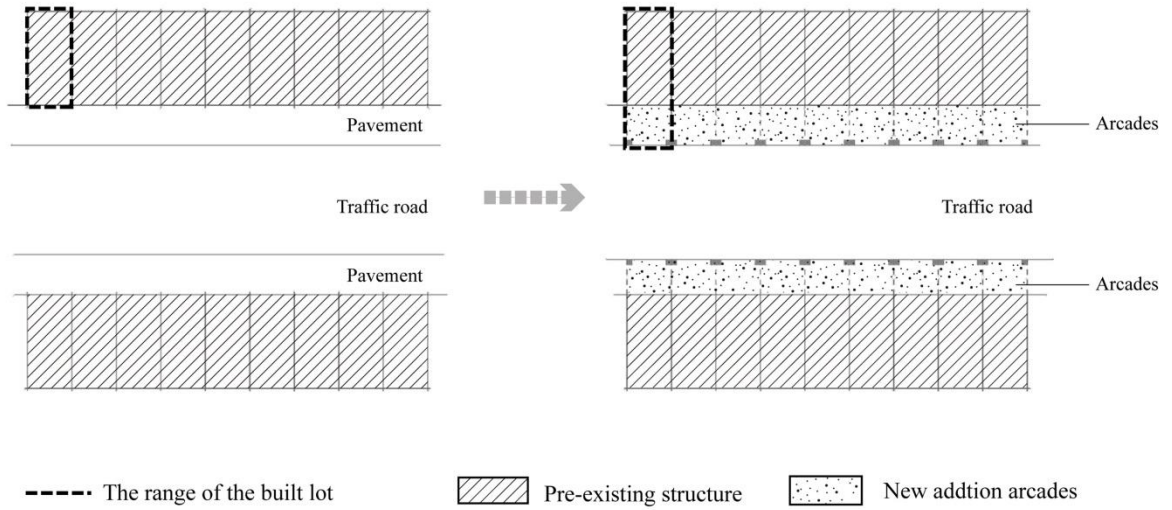 Pavement
Arcades
Traffic road
Traffic road
Pavement
Arcades
The range of the built lot
Pre-existing structure
New addtion arcades